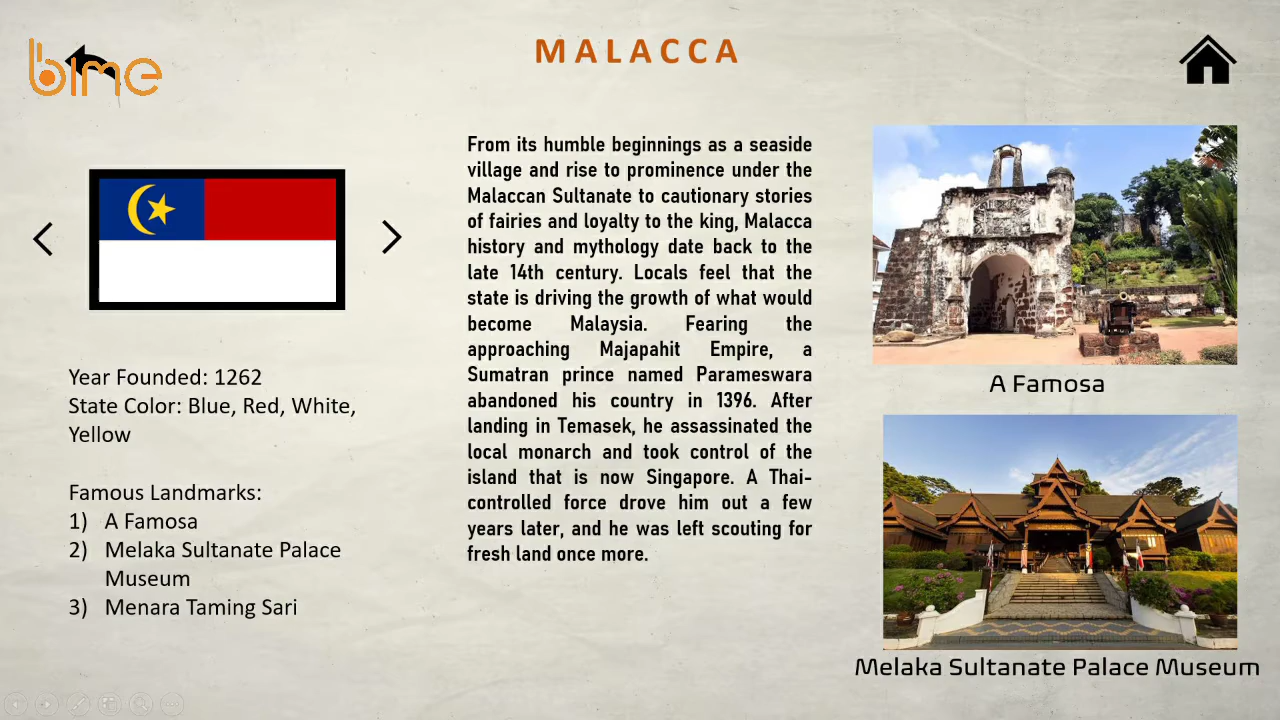 MALACCA
bime
Year Founded: 1262
State Color: Blue, Red, White,
Yellow
Famous Landmarks:
1) A Famosa
2) Melaka Sultanate Palace
Museum
3) Menara Taming Sari
From its humble beginnings as a seaside
village and rise to prominence under the
Malaccan Sultanate to cautionary stories
of fairies and loyalty to the king, Malacca
history and mythology date back to the
late 14th century. Locals feel that the
state is driving the growth of what would
become Malaysia. Fearing the
approaching Majapahit Empire, a
Sumatran prince named Parameswara
abandoned his country in 1396. After
landing in Temasek, he assassinated the
local monarch and took control of the
island that is now Singapore. A Thai-
controlled force drove him out a few
years later, and he was left scouting for
fresh land once more.
A Famosa
Melaka Sultanate Palace Museum